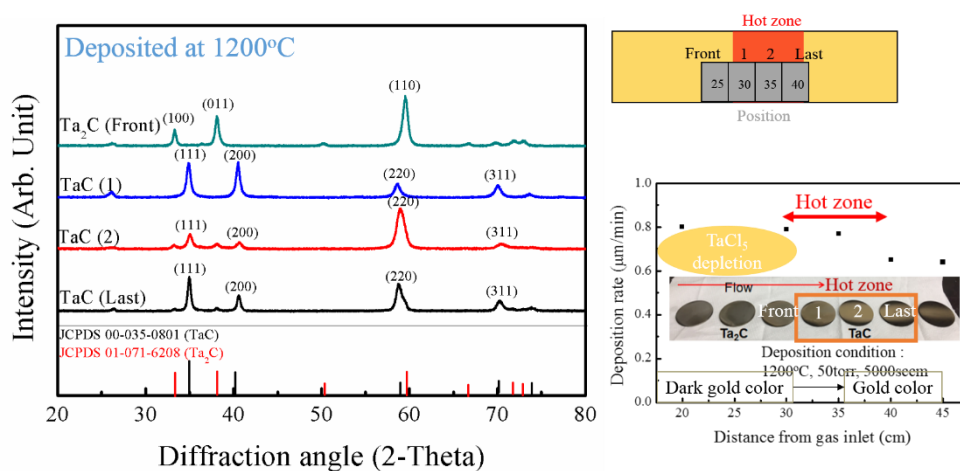 Deposited at 1200°C
Intensity (Arb. Unit)
Ta₂C (Front)
(100)
(011)
(110)
TaC (1)
(111)
(200)
(220)
(311)
TaC (2)
(111)
(200)
(220)
(311)
TaC (Last)
(111)
(200)
(220)
(310)
JCPDS 00-035-0801 (TaC)
JCPDS 01-071-6208 (Ta₂C)
20 30 40 50 60 70 80
Diffraction angle (2-Theta)
Hot zone
Front 1 2 Last
25 30 35 40
Position
Deposition rate (μm/min)
1.0
0.8
0.6
0.4
0.2
0.0
Hot zone
TaCl₅
depletion
Flow
Hot zone
Front 1 2 Last
Ta₂C TaC
Deposition condition :
1200°C, 50torr, 5000sccm
Dark gold color
Gold color
20 25 30 35 40 45
Distance from gas inlet (cm)